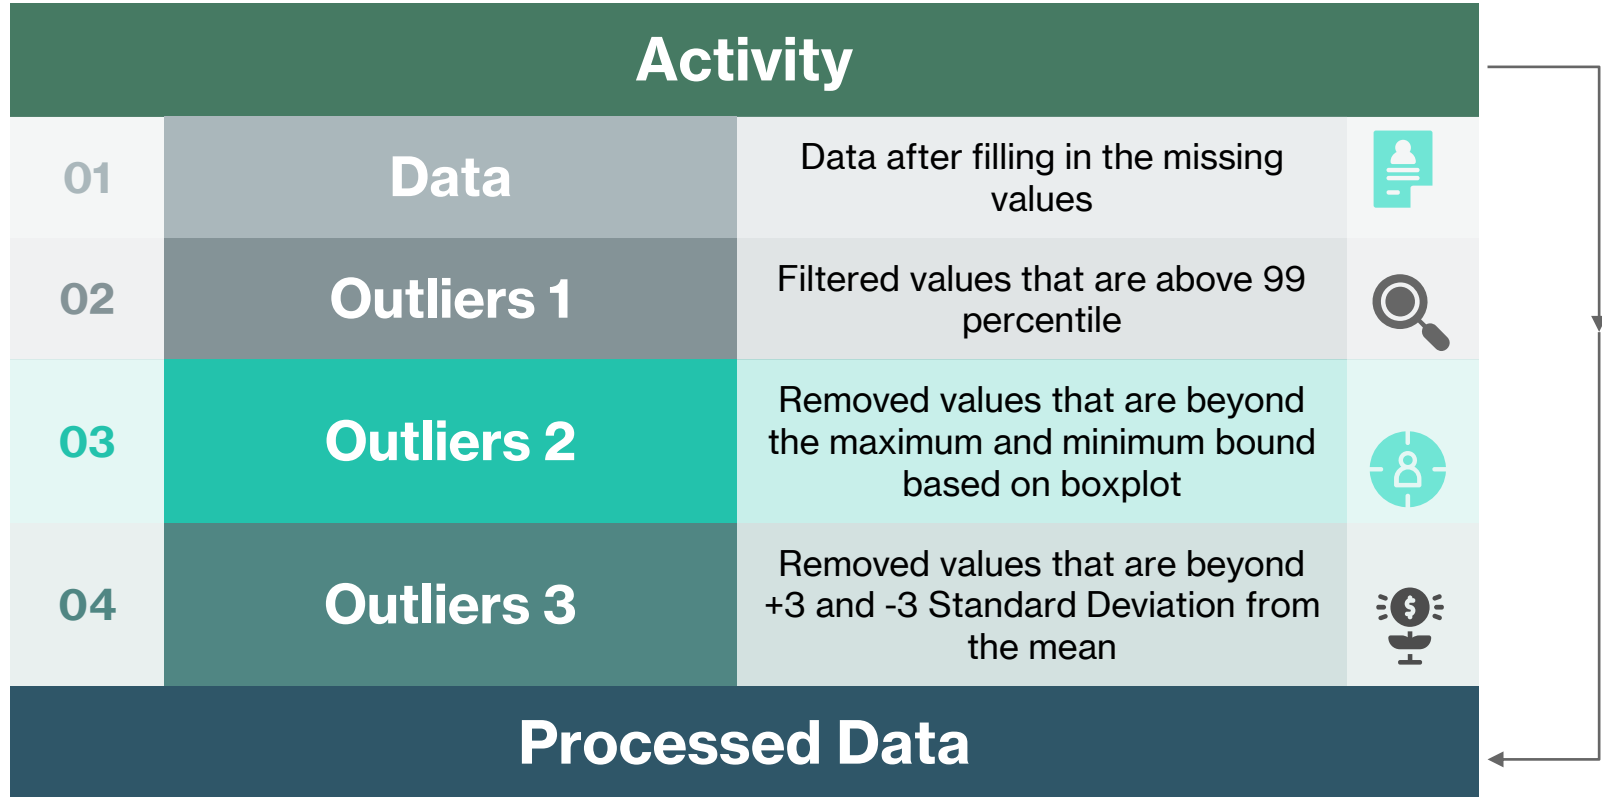 Activity
01
Data
Data after filling in the missing
values
02
Outliers 1
Filtered values that are above 99
percentile
03
Outliers 2
Removed values that are beyond
the maximum and minimum bound
based on boxplot
04
Outliers 3
Removed values that are beyond
+3 and -3 Standard Deviation from
the mean
$
Processed Data